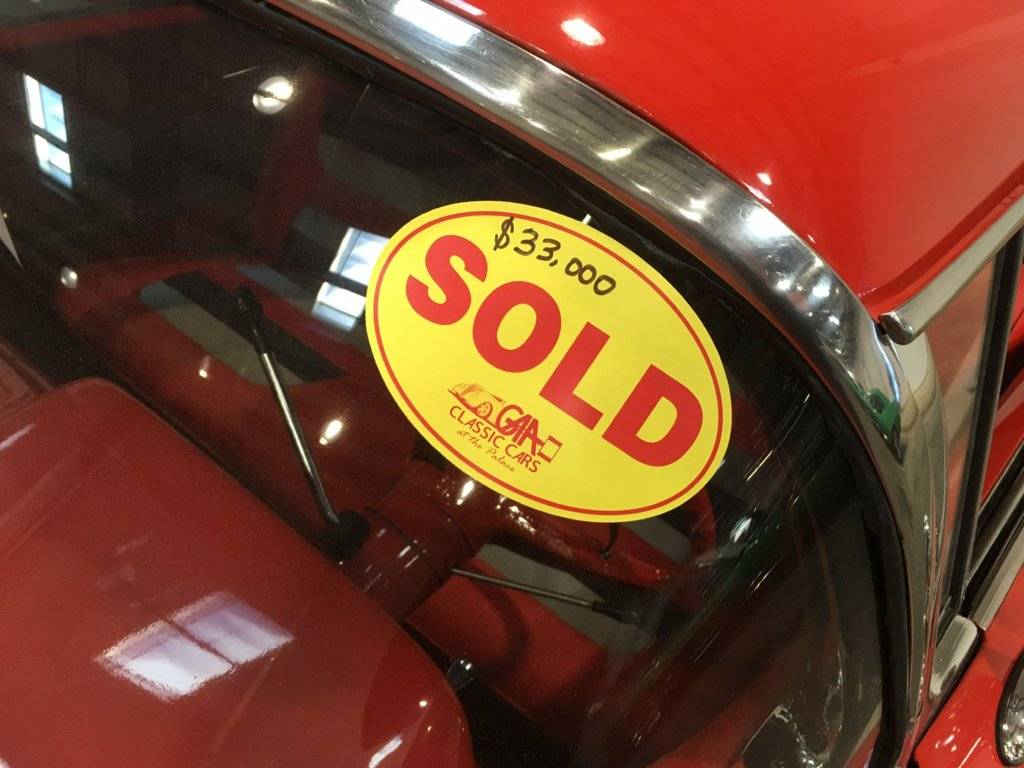 $33,000
SOLD
GAA
CLASSIC CARS
at the Palace